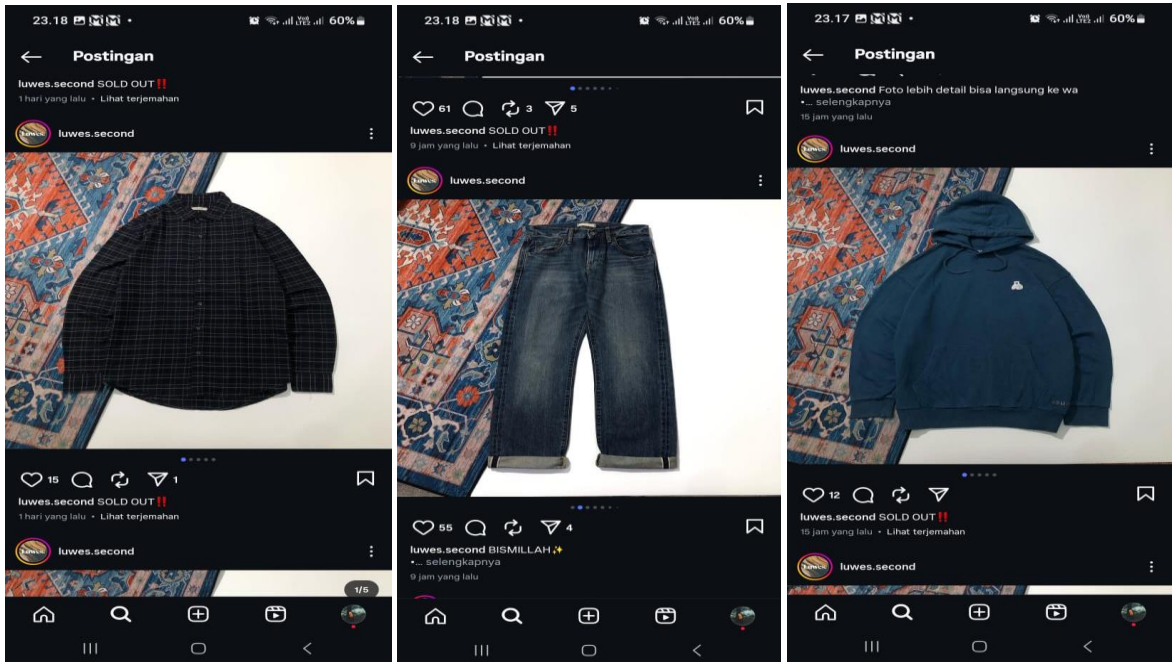 23.18
60%
Postingan
luwes.second SOLD OUT‼️
1 hari yang lalu • Lihat terjemahan
luwes.second
15
1
luwes.second SOLD OUT‼️
1 hari yang lalu • Lihat terjemahan
luwes.second
1/5
23.18
60%
Postingan
61
3
5
luwes.second SOLD OUT‼️
9 jam yang lalu • Lihat terjemahan
luwes.second
55
4
luwes.second BISMILLAH✨
•... selengkapnya
9 jam yang lalu
23.17
60%
Postingan
luwes.second Foto lebih detail bisa langsung ke wa
•... selengkapnya
15 jam yang lalu
luwes.second
12
luwes.second SOLD OUT‼️
15 jam yang lalu • Lihat terjemahan
luwes.second